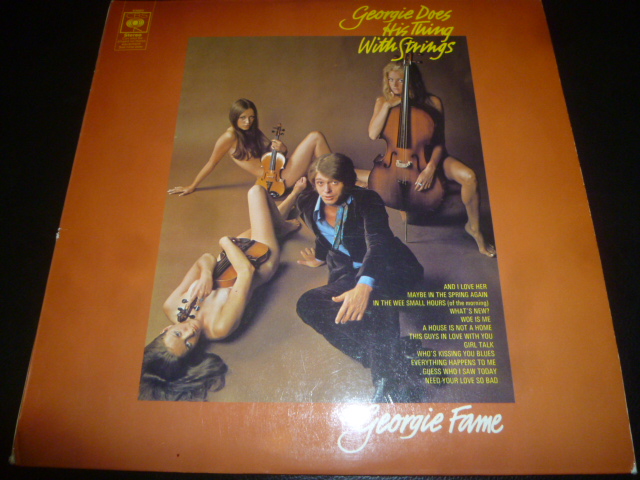 CBS
Stereo
Georgie Does
His Thing
With Strings
AND I LOVE HER
MAYBE IN THE SPRING AGAIN
IN THE WEE SMALL HOURS (of the morning)
WHAT'S NEW?
WOE IS ME
A HOUSE IS NOT A HOME
THIS GUYS IN LOVE WITH YOU
GIRL TALK
WHO'S KISSING YOU BLUES
EVERYTHING HAPPENS TO ME
GUESS WHO I SAW TODAY
NEED YOUR LOVE SO BAD
Georgie Fame